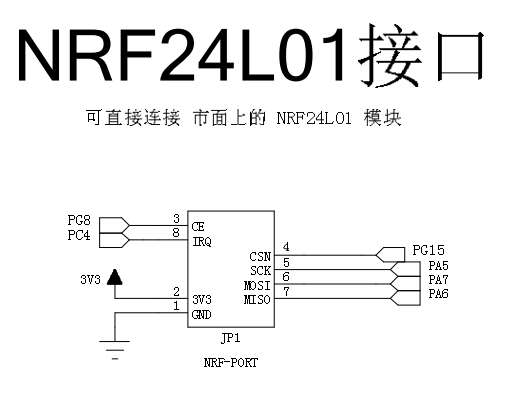 NRF24L01接口
可直接连接 市面上的 NRF24L01 模块
PG8 3 CE
PC4 8 IRQ
CSN 4 PG15
SCK 5 PA5
MOSI 6 PA7
3V3
2 3V3 MISO 7 PA6
1 GND
JP1
NRF-PORT